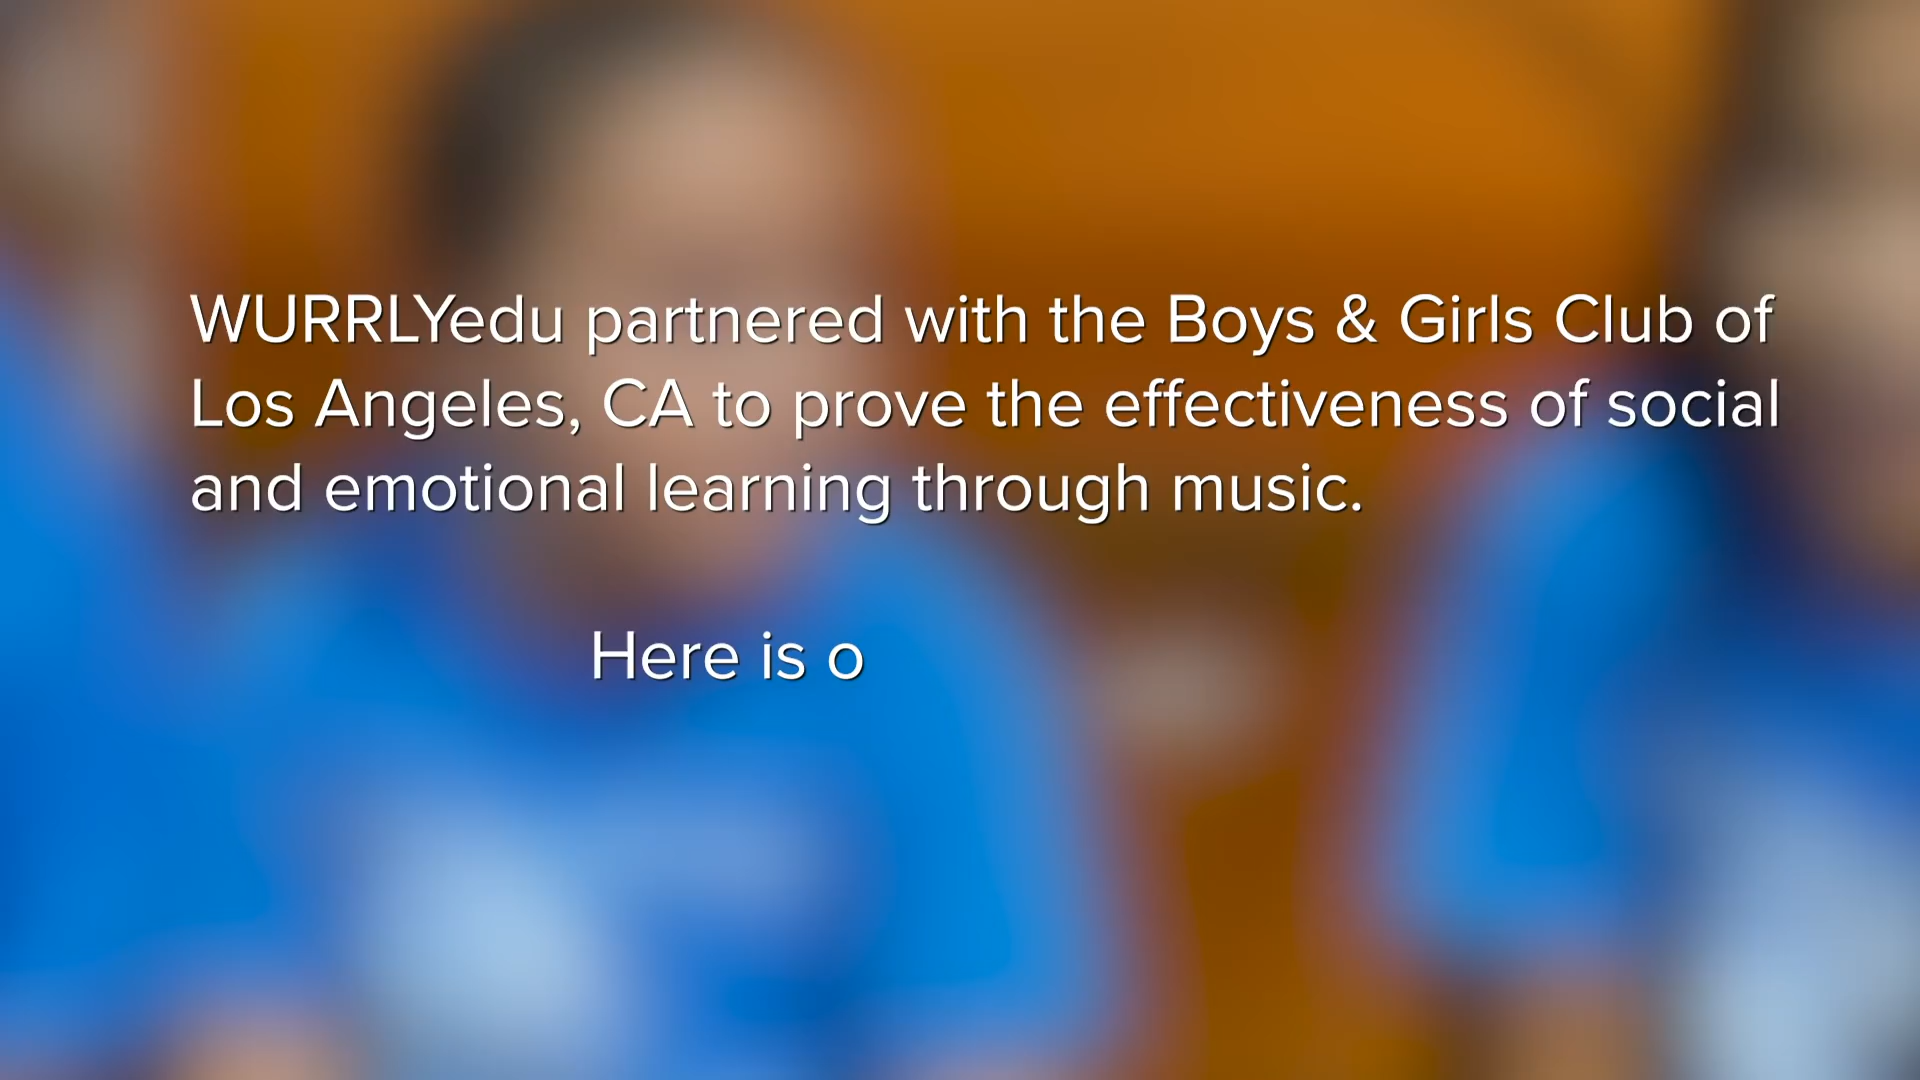 WURRLYedu partnered with the Boys & Girls Club of
Los Angeles, CA to prove the effectiveness of social
and emotional learning through music.
Here is o